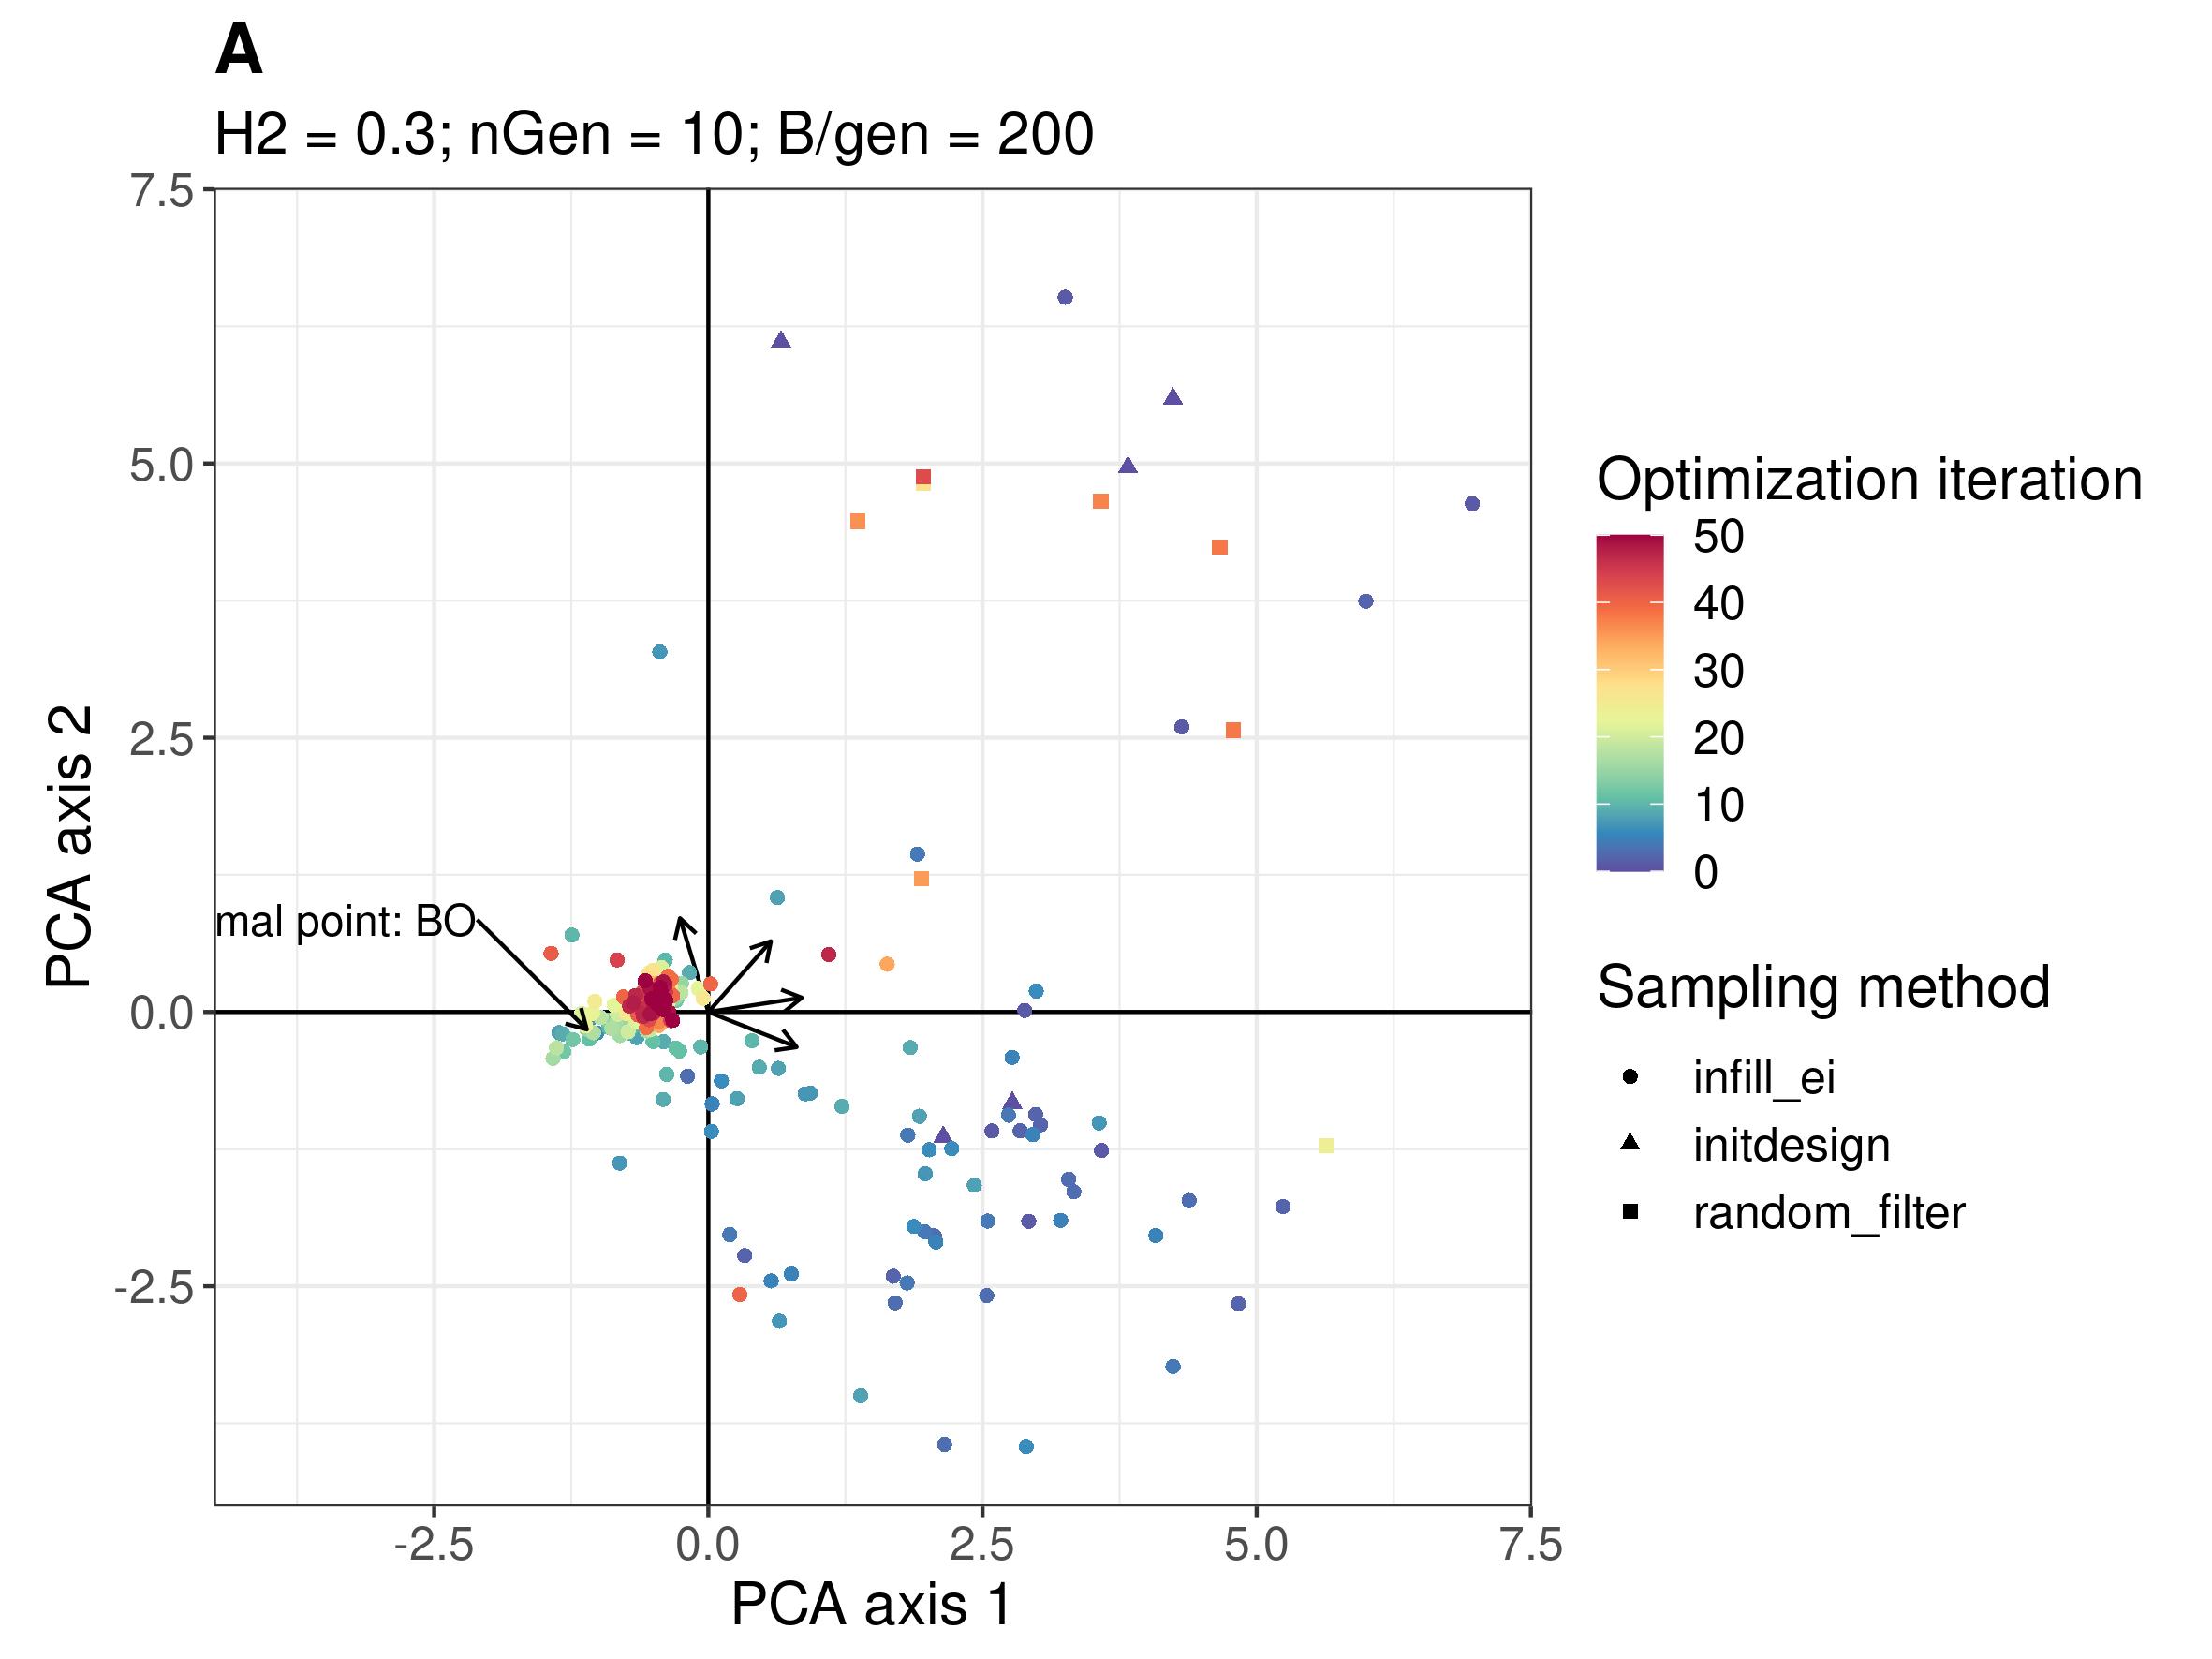 A
H2 = 0.3; nGen = 10; B/gen = 200
7.5
5.0
2.5
0.0
-2.5
PCA axis 2
mal point: BO
-2.5
0.0
2.5
5.0
7.5
PCA axis 1
Optimization iteration
50
40
30
20
10
0
Sampling method
infill_ei
initdesign
random_filter